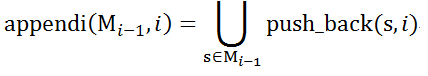 appendi(M_{i−1}, i) = ⋃_{s∈M_{i−1}} push_back(s, i)